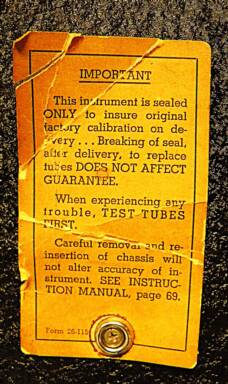 IMPORTANT
This instrument is sealed
ONLY to insure original
factory calibration on de-
livery . . . Breaking of seal,
after delivery, to replace
tubes DOES NOT AFFECT
GUARANTEE.
When experiencing any
trouble, TEST TUBES
FIRST.
Careful removal and re-
insertion of chassis will
not alter accuracy of in-
strument. SEE INSTRUC-
TION MANUAL, page 69.
Form 26-115